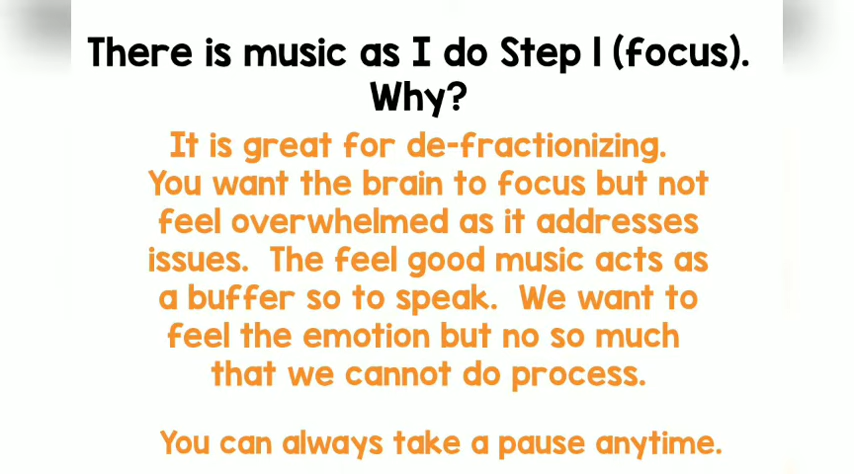 There is music as I do Step 1 (focus).
Why?
It is great for de-fractionizing.
You want the brain to focus but not
feel overwhelmed as it addresses
issues. The feel good music acts as
a buffer so to speak. We want to
feel the emotion but no so much
that we cannot do process.
You can always take a pause anytime.